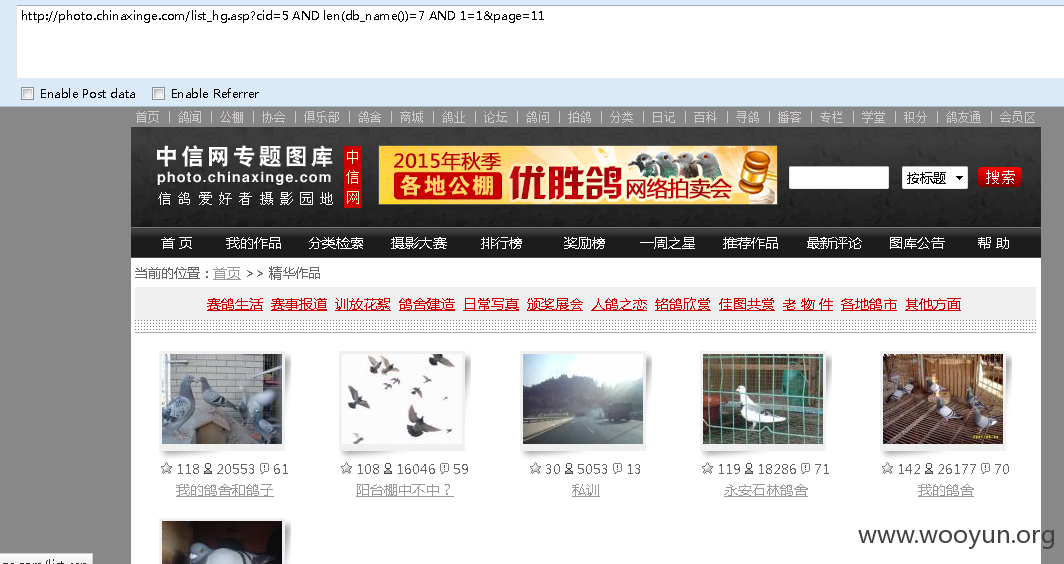 http://photo.chinaxinge.com/list_hg.asp?cid=5 AND len(db_name())=7 AND 1=1&page=11
Enable Post data Enable Referrer
首页 | 鸽闻 | 公棚 | 协会 | 俱乐部 | 鸽舍 | 商城 | 鸽业 | 论坛 | 鸽问 | 拍鸽 | 分类 | 日记 | 百科 | 寻鸽 | 播客 | 专栏 | 学堂 | 积分 | 鸽友通 | 会员区
中信网专题图库
photo.chinaxinge.com
信鸽爱好者摄影园地
中信网
2015年秋季
各地公棚 优胜鸽 网络拍卖会
按标题 搜索
首 页 我的作品 分类检索 摄影大赛 排行榜 奖励榜 一周之星 推荐作品 最新评论 图库公告 帮 助
当前的位置：首页 >> 精华作品
赛鸽生活 赛事报道 训放花絮 鸽舍建造 日常写真 颁奖展会 人鸽之恋 铭鸽欣赏 佳图共赏 老 物 件 各地鸽市 其他方面
118 20553 61 108 16046 59 30 5053 13 119 18286 71 142 26177 70
我的鸽舍和鸽子 阳台棚中不中？ 私训 永安石林鸽舍 我的鸽舍
www.wooyun.org